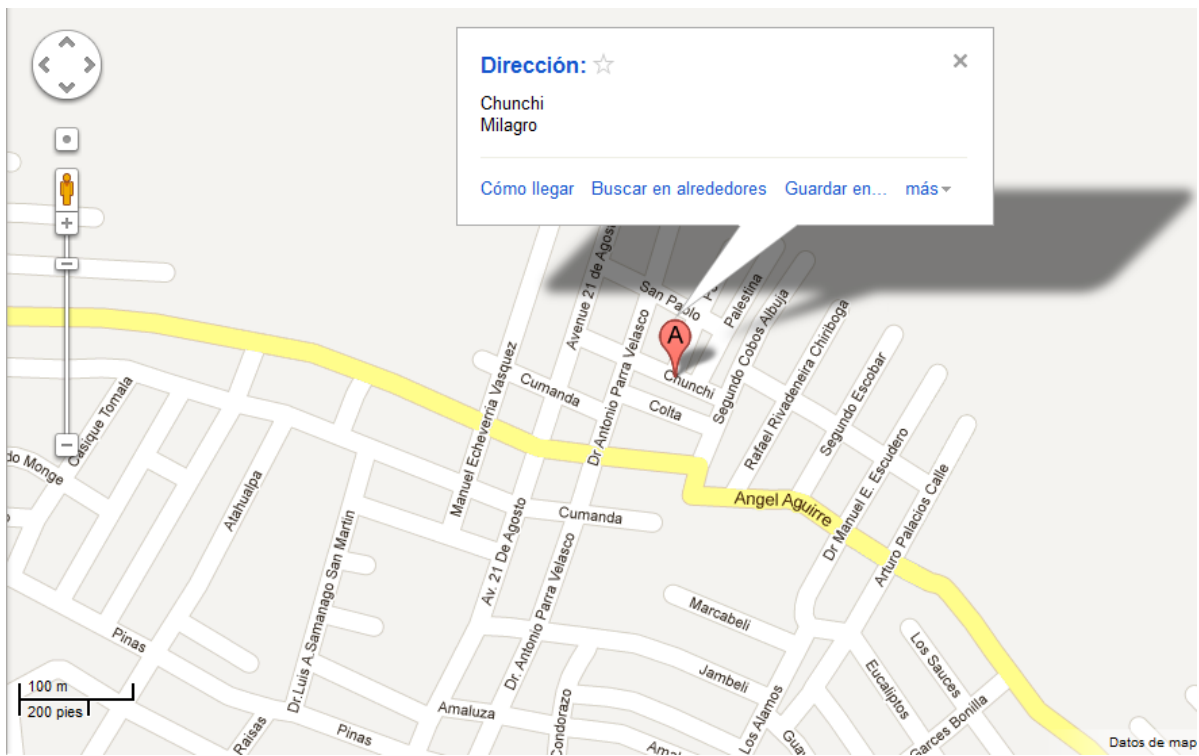 Dirección:
Chunchi
Milagro
Cómo llegar Buscar en alrededores Guardar en... más
Avenue 21 de Agost
San Pablo
Palestina
A
Manuel Echeverria Vasquez
Dr Antonio Parra Velasco
Segundo Cobos Albuja
Rafael Rivadeneira Chiriboga
Segundo Escobar
Cumanda
Chunchi
Colta
Casique Tomala
do Monge
Atahualpa
Angel Aguirre
Dr Manuel E. Escudero
Arturo Palacios Calle
Cumanda
Av. 21 De Agosto
Dr. Antonio Parra Velasco
Dr.Luis A.Samanago San Martin
Marcabeli
Pinas
Jambeli
Los Sauces
Eucaliptos
Garces Bonilla
100 m
200 pies
Amaluza
Condorazo
Los Alamos
Raisas
Pinas
Amal
Gua
Datos de map